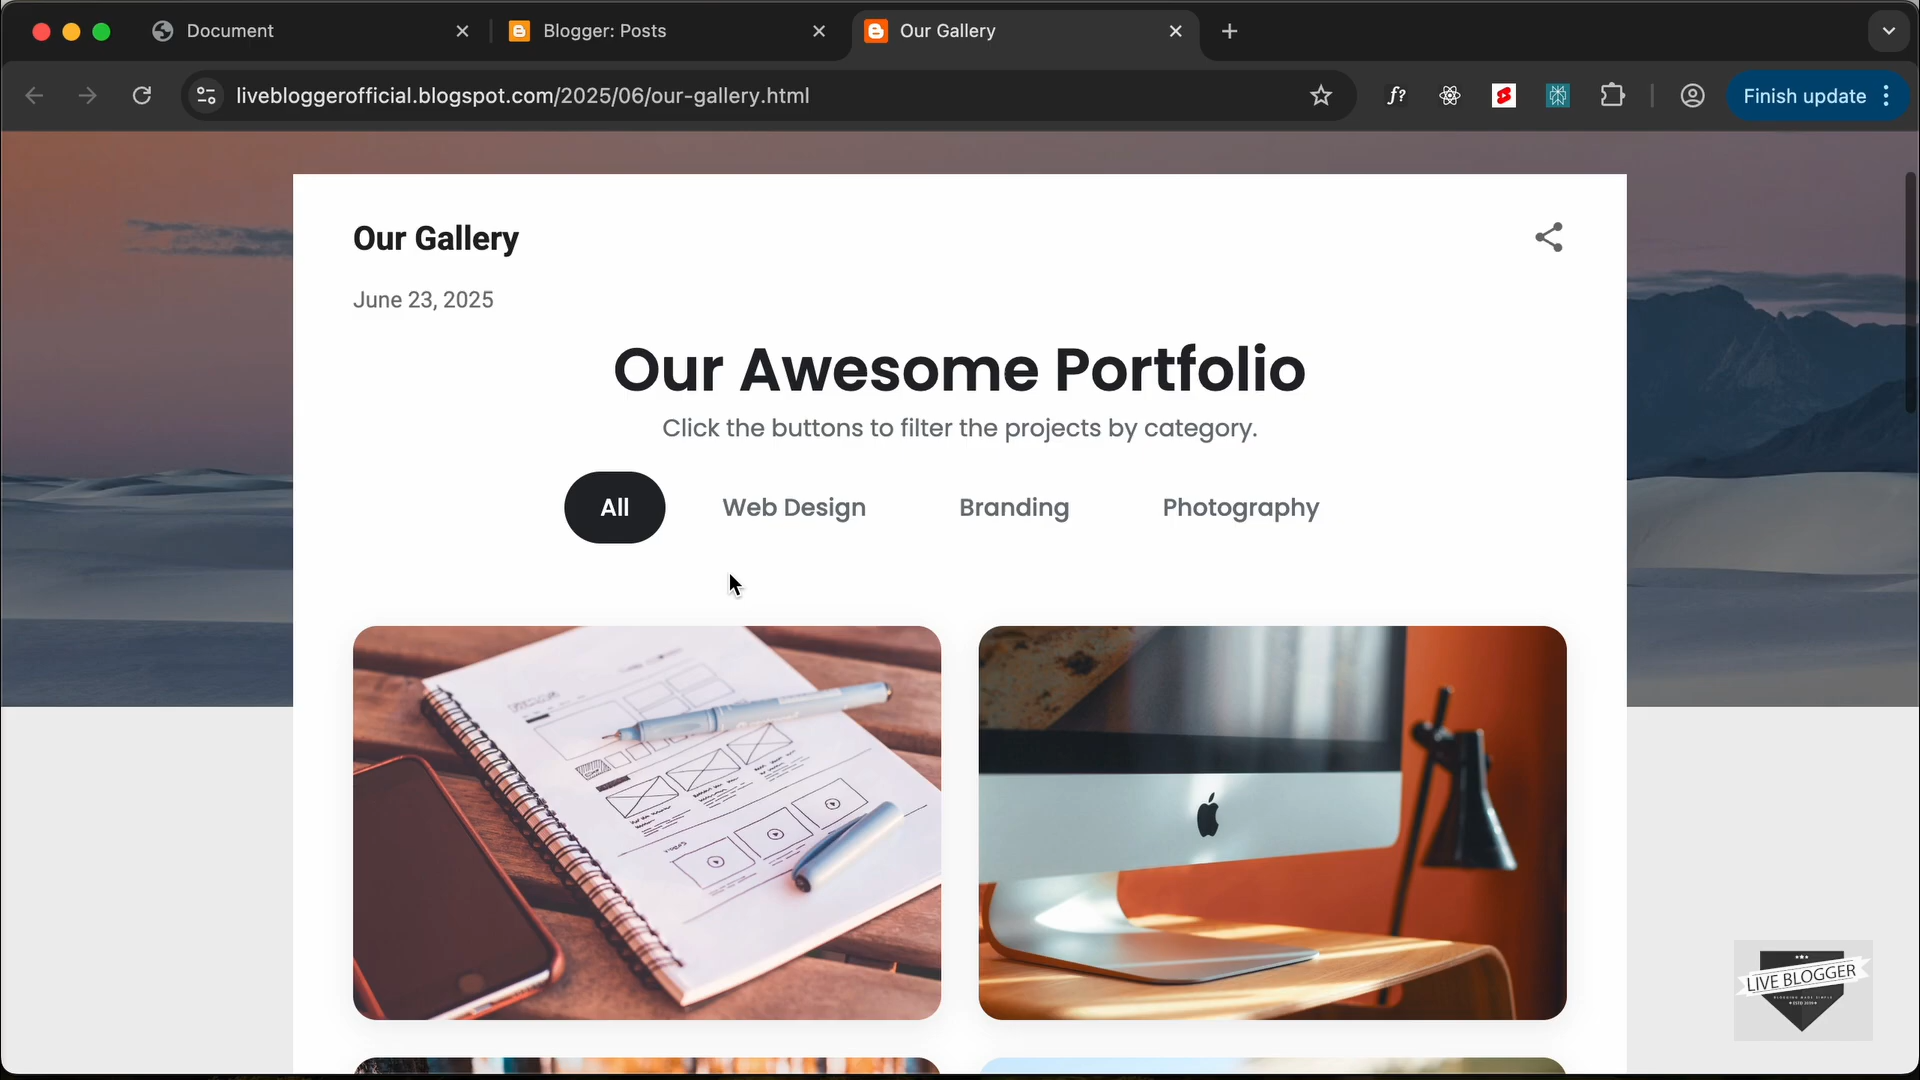 Document
Blogger: Posts
Our Gallery
livebloggerofficial.blogspot.com/2025/06/our-gallery.html
f?
Finish update
Our Gallery
June 23, 2025
Our Awesome Portfolio
Click the buttons to filter the projects by category.
All
Web Design
Branding
Photography
LIVE BLOGGER